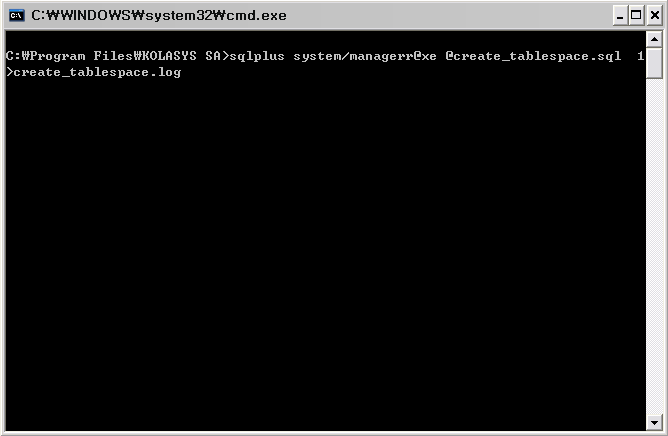 C:₩WINDOWS₩system32₩cmd.exe
C:₩Program Files₩KOLASYS SA>sqlplus system/managerr@xe @create_tablespace.sql  1
>create_tablespace.log